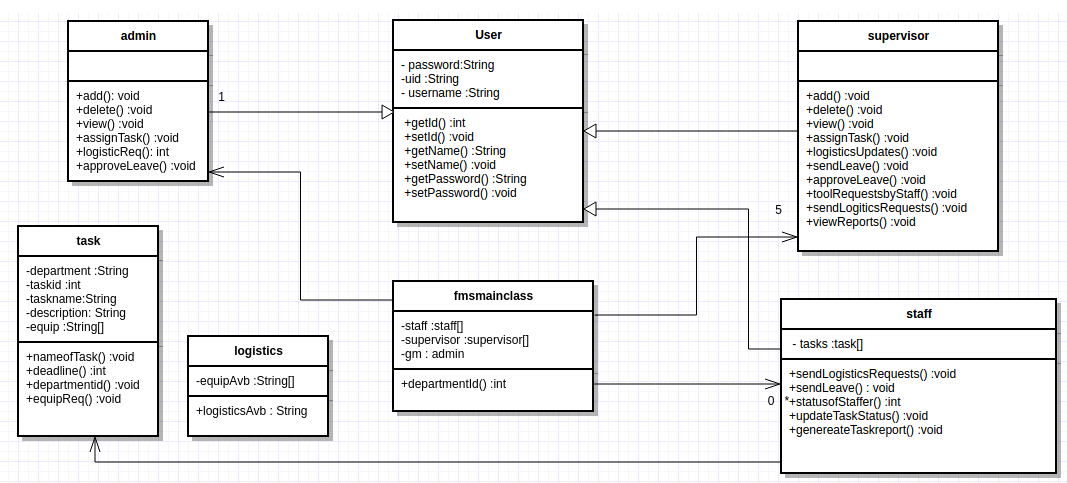 admin
+add(): void
+delete() :void
+view() :void
+assignTask() :void
+logisticReq(): int
+approveLeave() :void
1
User
- password:String
-uid :String
- username :String
+getId() :int
+setId() :void
+getName() :String
+setName() :void
+getPassword() :String
+setPassword() :void
supervisor
+add() :void
+delete() :void
+view() :void
+assignTask() :void
+logisticsUpdates() :void
+sendLeave() :void
+approveLeave() :void
+toolRequestsbyStaff() :void
+sendLogiticsRequests() :void
+viewReports() :void
5
task
-department :String
-taskid :int
-taskname:String
-description: String
-equip :String[]
+nameofTask() :void
+deadline() :int
+departmentid() :void
+equipReq() :void
logistics
-equipAvb :String[]
+logisticsAvb : String
fmsmainclass
-staff :staff[]
-supervisor :supervisor[]
-gm : admin
+departmentId() :int
staff
- tasks :task[]
+sendLogisticsRequests() :void
+sendLeave() : void
0 *
+statusofStaffer() :int
+updateTaskStatus() :void
+genereateTaskreport() :void